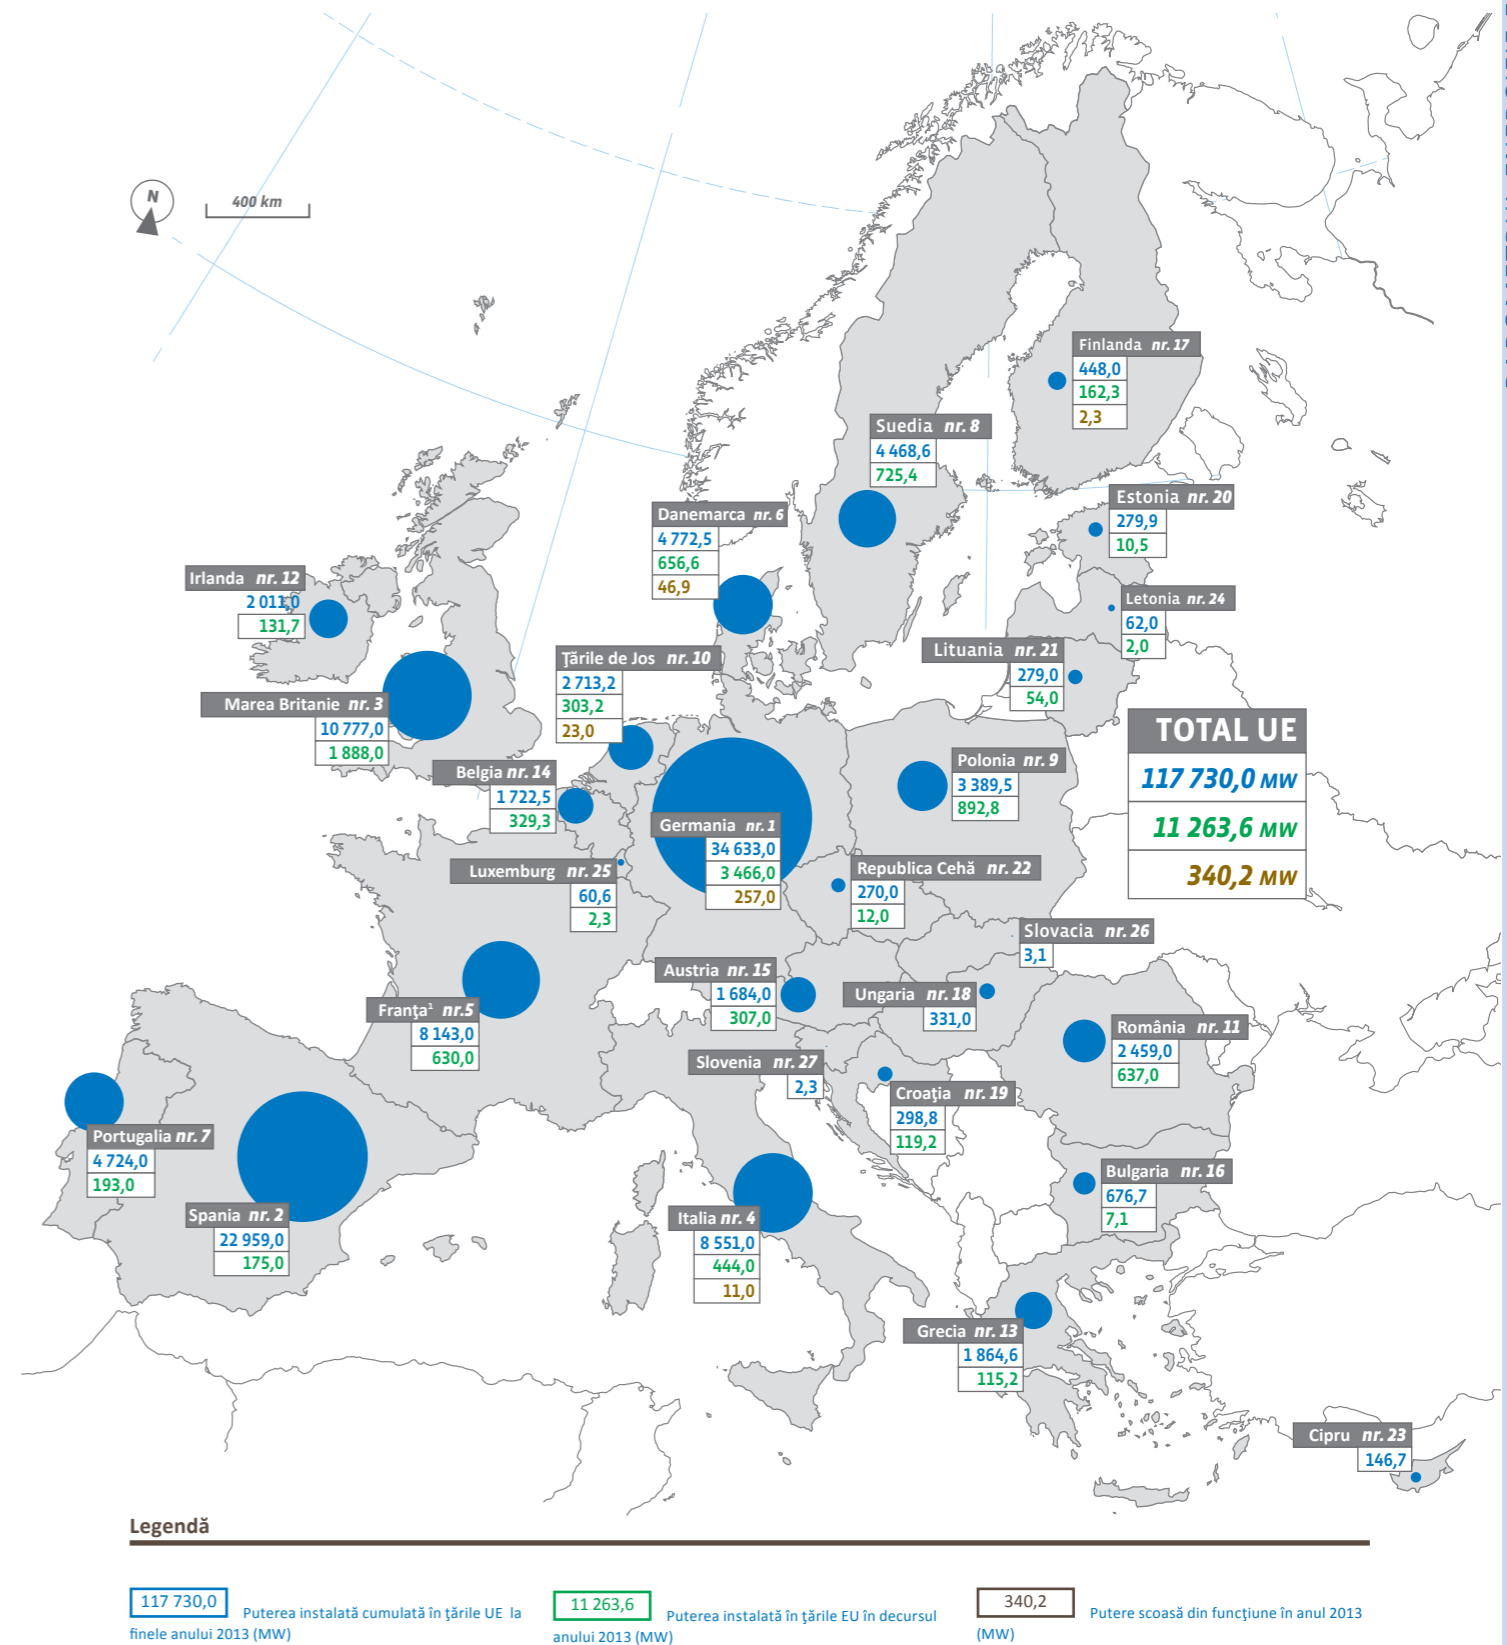 N
400 km
Finlanda nr. 17
448,0
162,3
2,3
Suedia nr. 8
4 468,6
725,4
Estonia nr. 20
279,9
10,5
Danemarca nr. 6
4 772,5
656,6
46,9
Irlanda nr. 12
2 011,0
131,7
Letonia nr. 24
62,0
2,0
Lituania nr. 21
279,0
54,0
Țările de Jos nr. 10
2 713,2
303,2
23,0
Marea Britanie nr. 3
10 777,0
1 888,0
TOTAL UE
117 730,0 MW
11 263,6 MW
340,2 MW
Polonia nr. 9
3 389,5
892,8
Belgia nr. 14
1 722,5
329,3
Germania nr. 1
34 633,0
3 466,0
257,0
Luxemburg nr. 25
60,6
2,3
Republica Cehă nr. 22
270,0
12,0
Slovacia nr. 26
3,1
Austria nr. 15
1 684,0
307,0
Ungaria nr. 18
331,0
Franţa¹ nr.5
8 143,0
630,0
România nr. 11
2 459,0
637,0
Slovenia nr. 27
2,3
Croaţia nr. 19
298,8
119,2
Portugalia nr. 7
4 724,0
193,0
Bulgaria nr. 16
676,7
7,1
Spania nr. 2
22 959,0
175,0
Italia nr. 4
8 551,0
444,0
11,0
Grecia nr. 13
1 864,6
115,2
Cipru nr. 23
146,7
Legendă
117 730,0 Puterea instalată cumulată în ţările UE la
finele anului 2013 (MW)
11 263,6 Puterea instalată în ţările EU în decursul
anului 2013 (MW)
340,2 Putere scoasă din funcţiune în anul 2013
(MW)